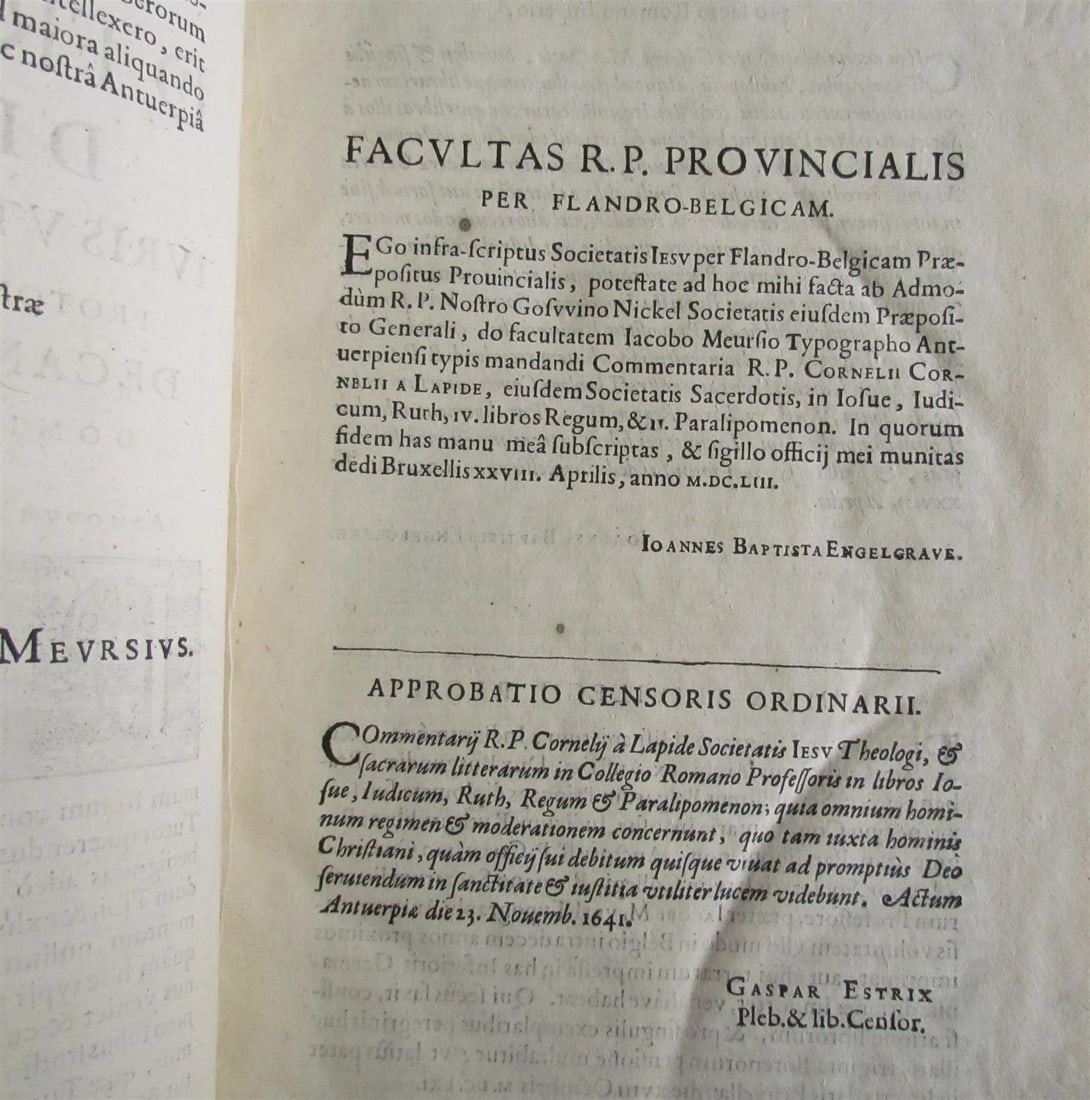 intellexero, erit
maiora aliquando
noſtrâ Antuerpiâ
MEVRSIVS.
FACVLTAS R. P. PROVINCIALIS
PER FLANDRO-BELGICAM.
EGo infra-ſcriptus Societatis IESV per Flandro-Belgicam Præ-
poſitus Prouincialis, poteſtate ad hoc mihi facta ab Admo-
dùm R. P. Noſtro Goſvvino Nickel Societatis eiuſdem Præpoſi-
to Generali, do facultatem Iacobo Meurſio Typographo Ant-
uerpienſi typis mandandi Commentaria R. P. CORNELII COR-
NELII A LAPIDE, eiuſdem Societatis Sacerdotis, in Ioſue, Iudi-
cum, Ruth, IV. libros Regum, & II. Paralipomenon. In quorum
fidem has manu meâ ſubſcriptas, & ſigillo officij mei munitas
dedi Bruxellis XXVIII. Aprilis, anno M.DC.LIII.
IOANNES BAPTISTA ENGELGRAVE.
APPROBATIO CENSORIS ORDINARII.
COmmentarij R. P. Cornelij à Lapide Societatis IESV Theologi, &
ſacrarum litterarum in Collegio Romano Profeſſoris in libros Io-
ſue, Iudicum, Ruth, Regum & Paralipomenon; quia omnium homi-
num regimen & moderationem concernunt, quo tam iuxta hominis
Chriſtiani, quàm officij ſui debitum quiſque viuat ad promptiùs Deo
ſeruiendum in ſanctitate & iuſtitia vtiliter lucem videbunt. Actum
Antuerpiæ die 23. Nouemb. 1641.
GASPAR ESTRIX
Pleb. & lib. Cenſor.